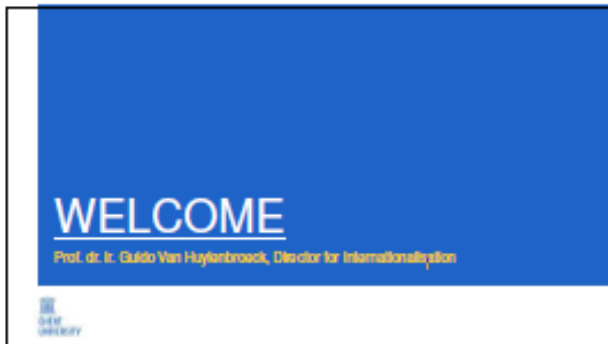 WELCOME
Prof. dr. ir. Guido Van Huylenbroeck, Director for Internationalisation
GHENT
UNIVERSITY